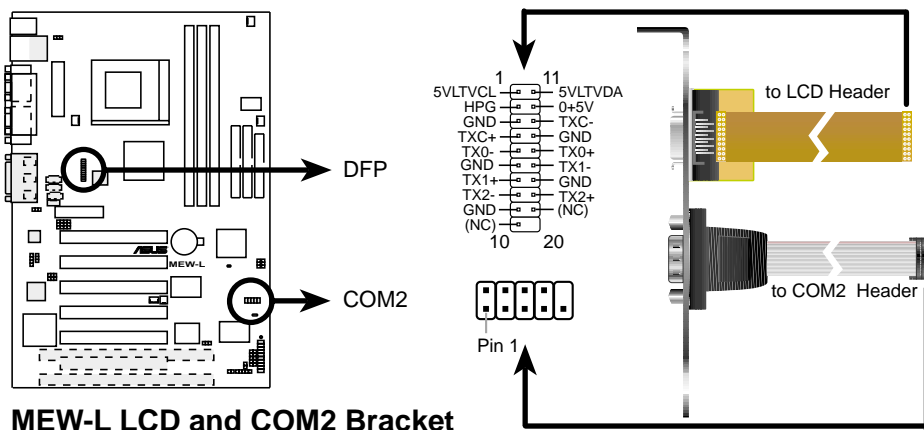 1 11
5VLTVCL 5VLTVDA
HPG 0+5V
GND TXC-
TXC+ GND
TX0- TX0+
GND TX1-
TX1+ GND
TX2- TX2+
GND (NC)
(NC)
10 20
to LCD Header
DFP
ASUS
MEW-L
COM2
Pin 1
to COM2 Header
MEW-L LCD and COM2 Bracket